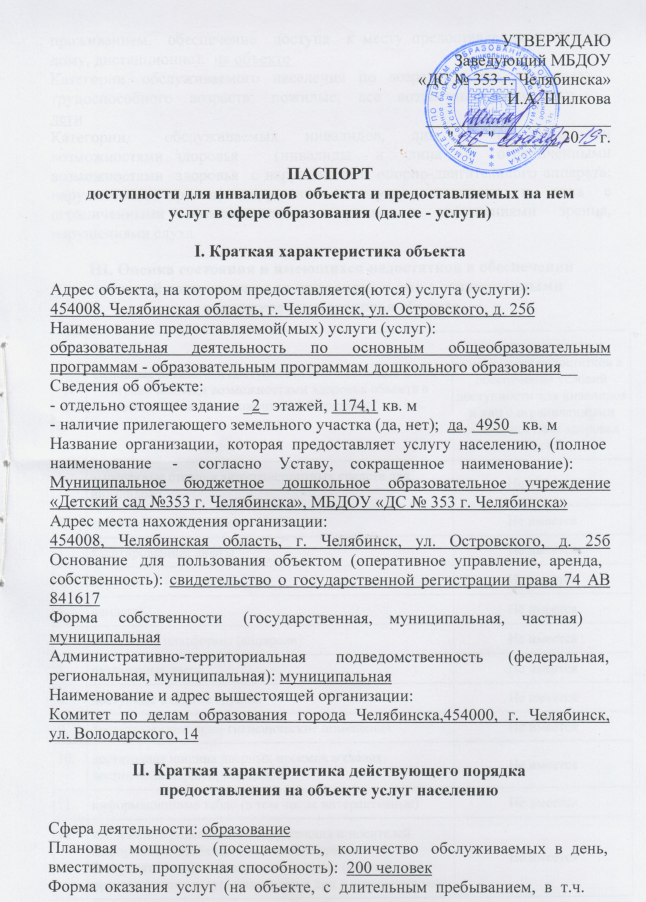 УТВЕРЖДАЮ
Заведующий МБДОУ
«ДС № 353 г. Челябинска»
И.А. Шилкова
" 06 " 2019 г.
ПАСПОРТ
доступности для инвалидов объекта и предоставляемых на нем
услуг в сфере образования (далее - услуги)
I. Краткая характеристика объекта
Адрес объекта, на котором предоставляется(ются) услуга (услуги):
454008, Челябинская область, г. Челябинск, ул. Островского, д. 25б
Наименование предоставляемой(мых) услуги (услуг):
образовательная деятельность по основным общеобразовательным
программам - образовательным программам дошкольного образования
Сведения об объекте:
- отдельно стоящее здание _2_ этажей, 1174,1 кв. м
- наличие прилегающего земельного участка (да, нет); да, 4950_ кв. м
Название организации, которая предоставляет услугу населению, (полное
наименование - согласно Уставу, сокращенное наименование):
Муниципальное бюджетное дошкольное образовательное учреждение
«Детский сад №353 г. Челябинска», МБДОУ «ДС № 353 г. Челябинска»
Адрес места нахождения организации:
454008, Челябинская область, г. Челябинск, ул. Островского, д. 25б
Основание для пользования объектом (оперативное управление, аренда,
собственность): свидетельство о государственной регистрации права 74 АВ
841617
Форма собственности (государственная, муниципальная, частная)
муниципальная
Административно-территориальная подведомственность (федеральная,
региональная, муниципальная): муниципальная
Наименование и адрес вышестоящей организации:
Комитет по делам образования города Челябинска,454000, г. Челябинск,
ул. Володарского, 14
II. Краткая характеристика действующего порядка
предоставления на объекте услуг населению
Сфера деятельности: образование
Плановая мощность (посещаемость, количество обслуживаемых в день,
вместимость, пропускная способность): 200 человек
Форма оказания услуг (на объекте, с длительным пребыванием, в т.ч.